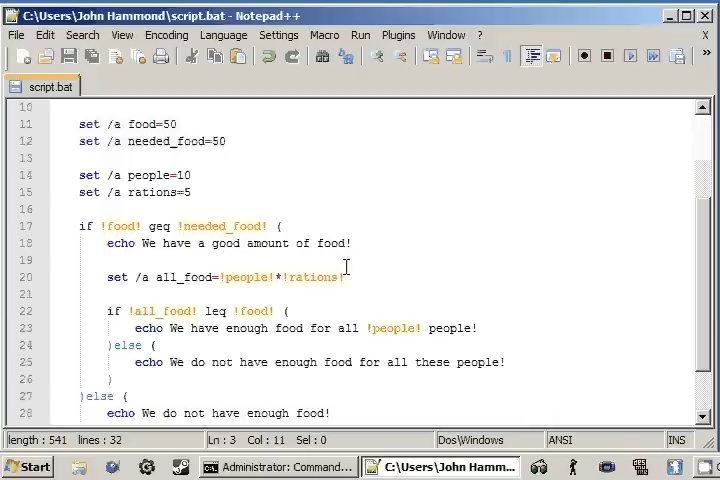 C:\Users\John Hammond\script.bat - Notepad++
File Edit Search View Encoding Language Settings Macro Run Plugins Window ? X
script.bat
10
11 set /a food=50
12 set /a needed_food=50
13
14 set /a people=10
15 set /a rations=5
16
17 if !food! geq !needed_food! (
18 echo We have a good amount of food!
19
20 set /a all_food=!people!*!rations!
21
22 if !all_food! leq !food! (
23 echo We have enough food for all !people! people!
24 )else (
25 echo We do not have enough food for all these people!
26 )
27 )else (
28 echo We do not have enough food!
length : 541 lines : 32 Ln : 3 Col : 11 Sel : 0 Dos\Windows ANSI INS
Start Administrator: Command... C:\Users\John Hamm...